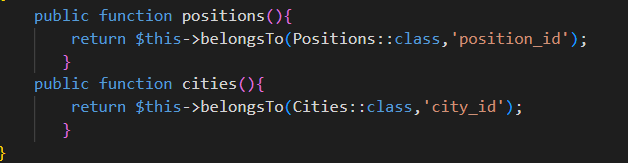 public function positions(){
return $this->belongsTo(Positions::class,'position_id');
}
public function cities(){
return $this->belongsTo(Cities::class,'city_id');
}
}